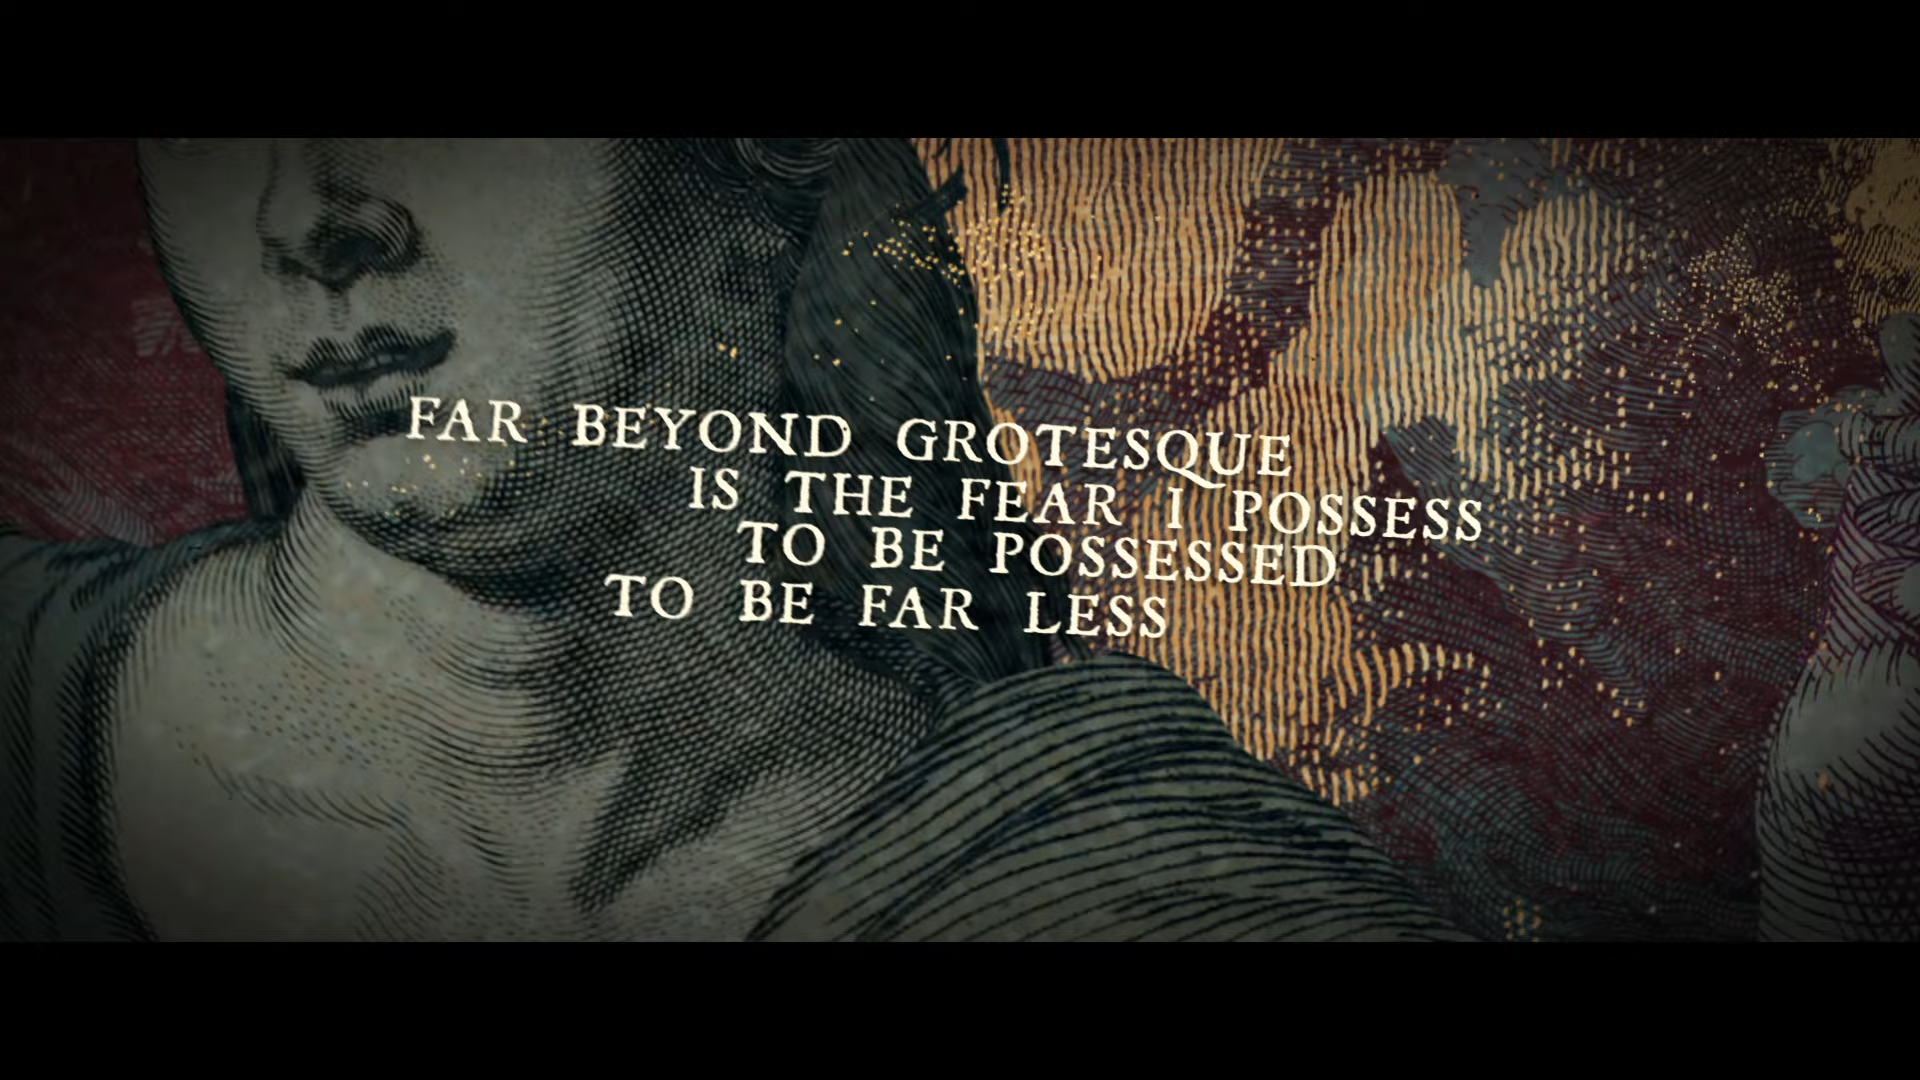 FAR BEYOND GROTESQUE
IS THE FEAR I POSSESS
TO BE POSSESSED
TO BE FAR LESS